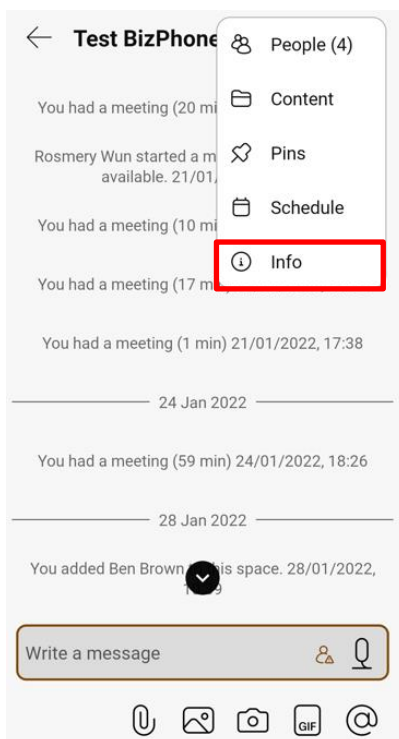 Test BizPhone
People (4)
Content
You had a meeting (20 mi
Pins
Rosmery Wun started a m
available. 21/01/
Schedule
You had a meeting (10 mi
Info
You had a meeting (17 m
You had a meeting (1 min) 21/01/2022, 17:38
24 Jan 2022
You had a meeting (59 min) 24/01/2022, 18:26
28 Jan 2022
You added Ben Brown is space. 28/01/2022,
Write a message
GIF